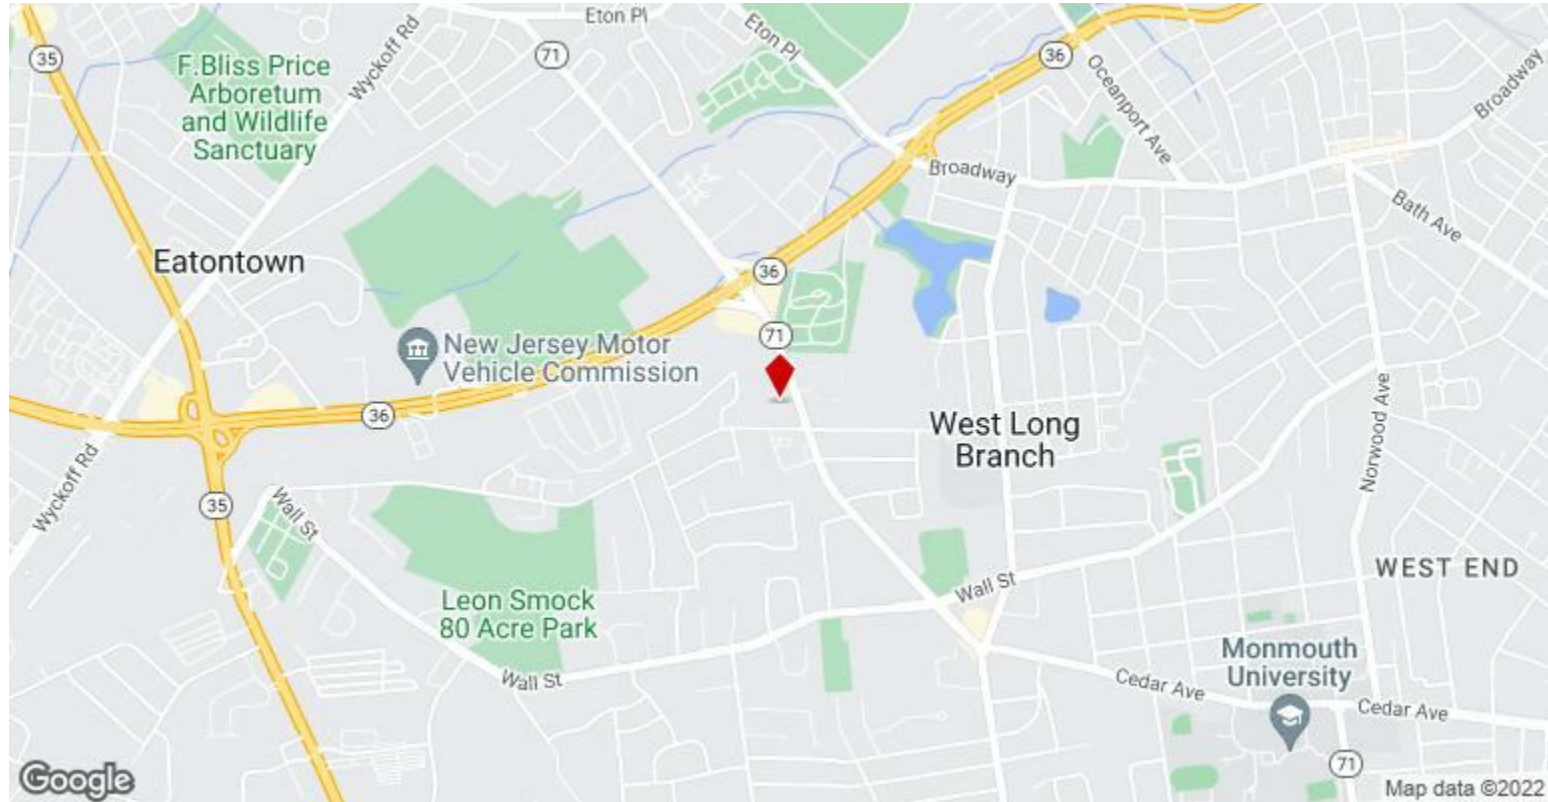 Eton Pl
35
71
Eton Pl
36
Wyckoff Rd
F.Bliss Price
Arboretum
and Wildlife
Sanctuary
Oceanport Ave
Broadway
Broadway
Bath Ave
Eatontown
36
71
New Jersey Motor
Vehicle Commission
36
West Long
Branch
Norwood Ave
Wyckoff Rd
35
Wall St
WEST END
Wall St
Leon Smock
80 Acre Park
Monmouth
University
Wall St
Cedar Ave
Cedar Ave
71
Google
Map data ©2022